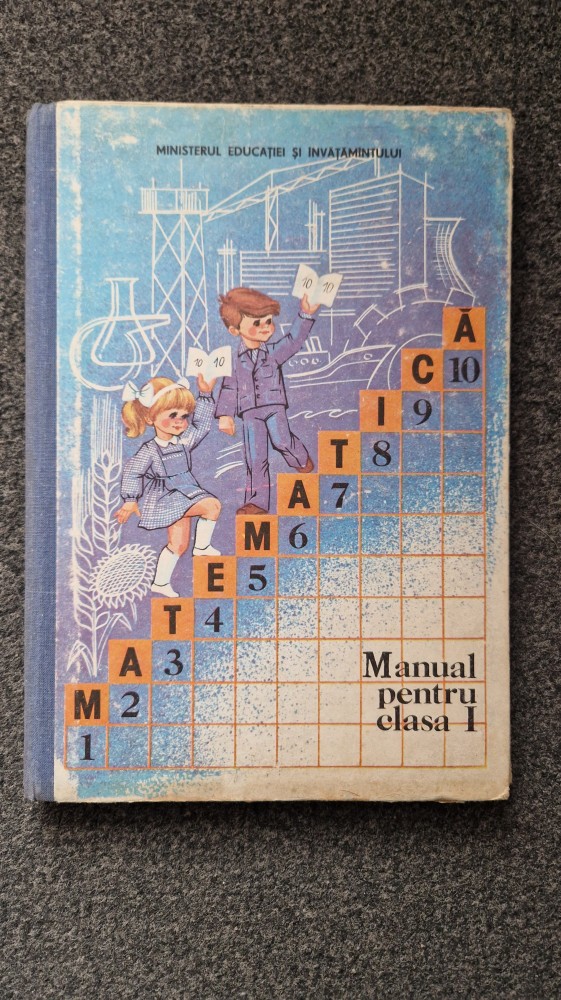 MINISTERUL EDUCAȚIEI ȘI INVĂȚAMINTULUI
10 10
10 10
M A T E M A T I C Ă
1 2 3 4 5 6 7 8 9 10
Manual
pentru
clasa I